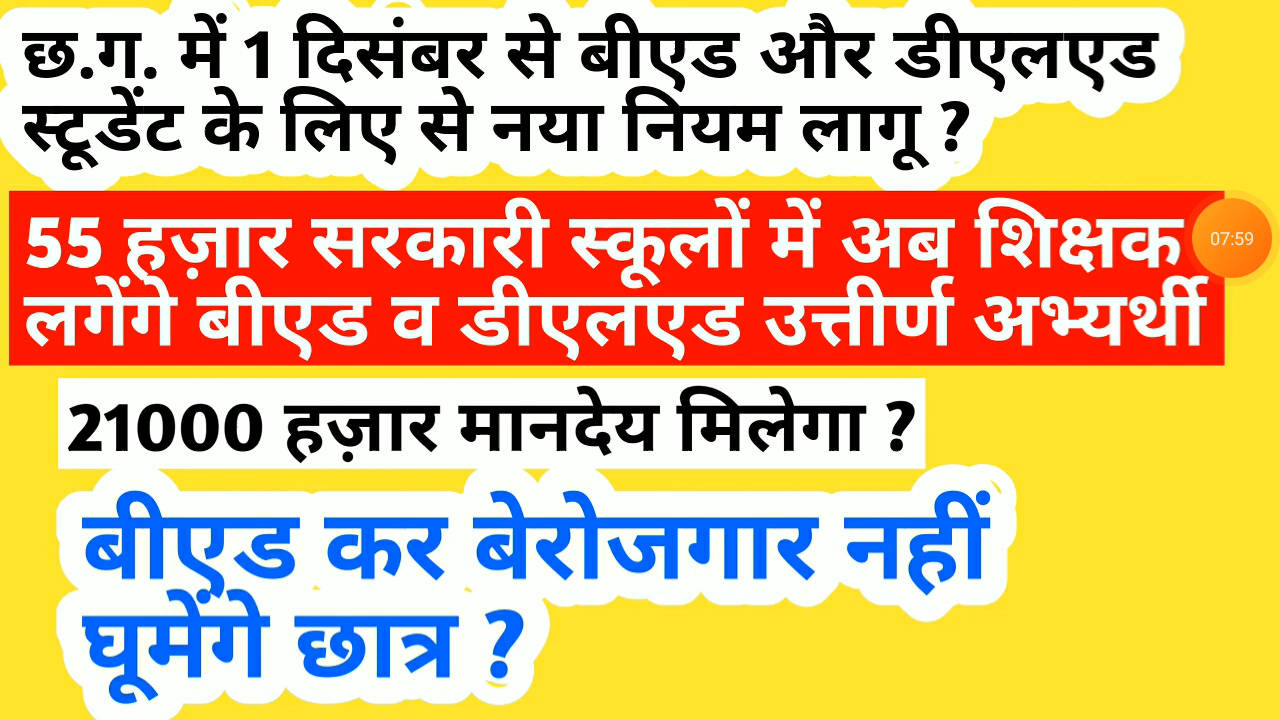 छ.ग. में 1 दिसंबर से बीएड और डीएलएड
स्टूडेंट के लिए से नया नियम लागू ?
55 हज़ार सरकारी स्कूलों में अब शिक्षक
07:59
लगेंगे बीएड व डीएलएड उत्तीर्ण अभ्यर्थी
21000 हज़ार मानदेय मिलेगा ?
बीएड कर बेरोजगार नहीं
घूमेंगे छात्र ?